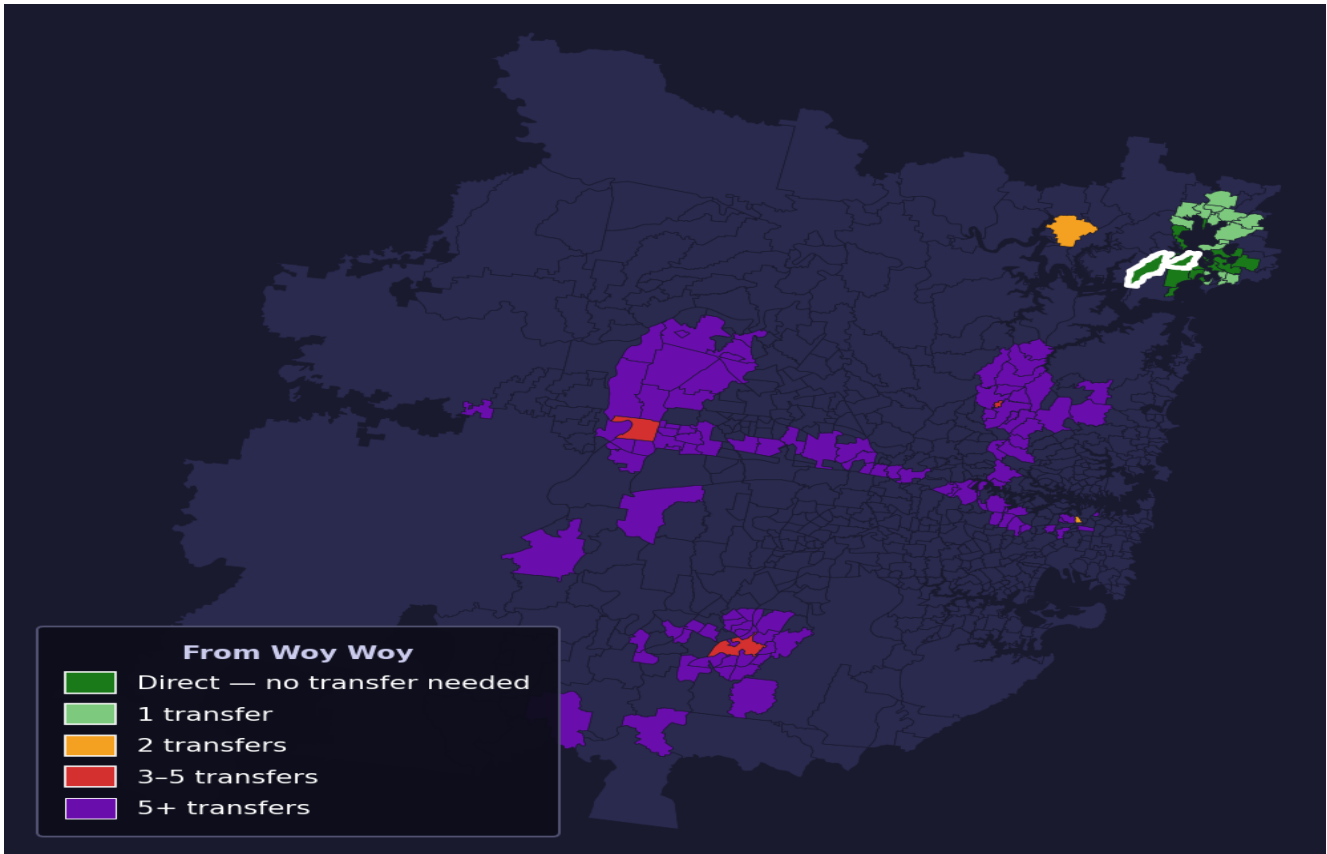 From Woy Woy
Direct — no transfer needed
1 transfer
2 transfers
3–5 transfers
5+ transfers